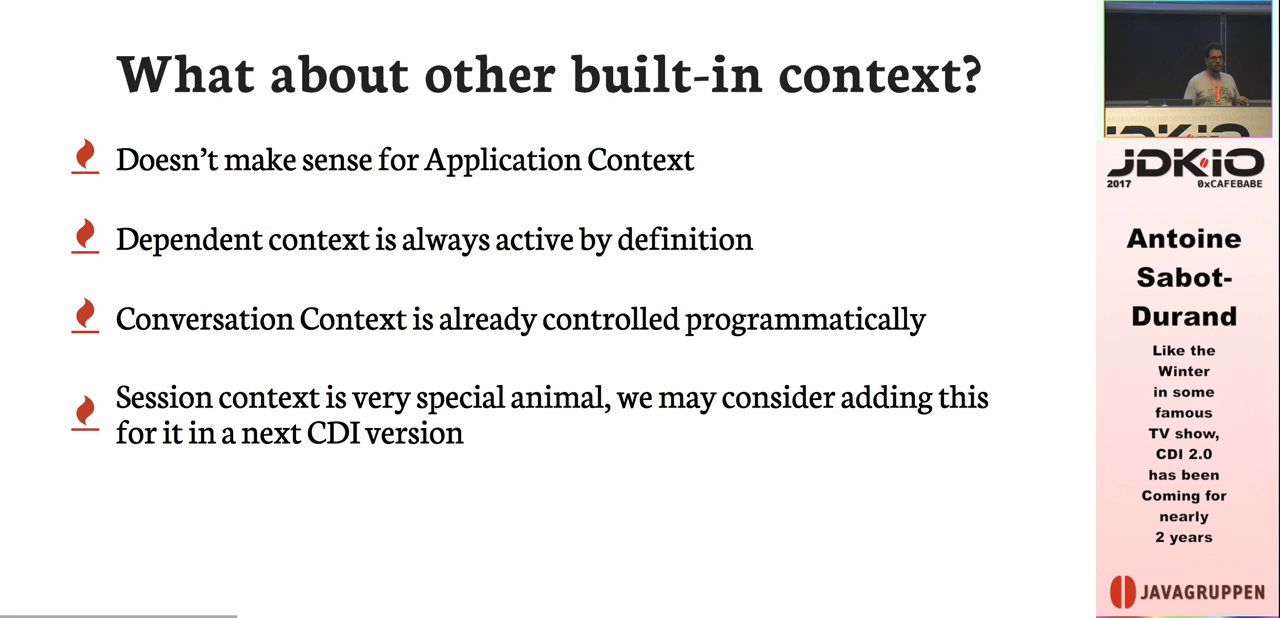 What about other built-in context?
Doesn't make sense for Application Context
Dependent context is always active by definition
Conversation Context is already controlled programmatically
Session context is very special animal, we may consider adding this
for it in a next CDI version
JDK.IO
JDK.IO
2017
0xCAFEBABE
Antoine
Sabot-
Durand
Like the
Winter
in some
famous
TV show,
CDI 2.0
has been
Coming for
nearly
2 years
JAVAGRUPPEN